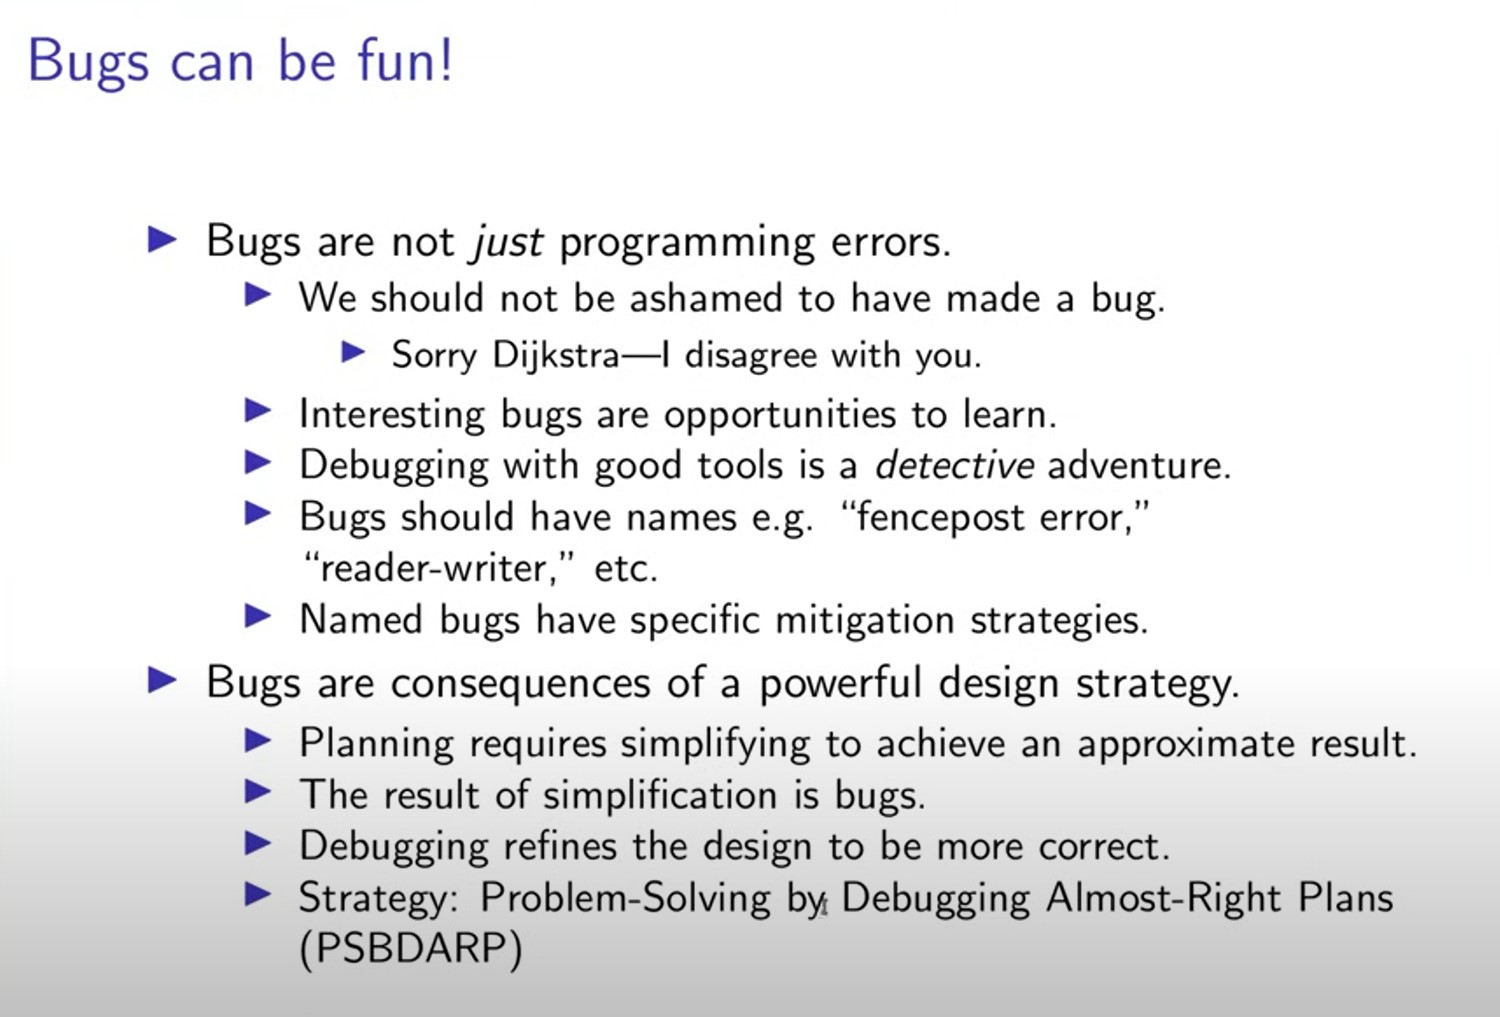 Bugs can be fun!
Bugs are not just programming errors.
We should not be ashamed to have made a bug.
Sorry Dijkstra—I disagree with you.
Interesting bugs are opportunities to learn.
Debugging with good tools is a detective adventure.
Bugs should have names e.g. “fencepost error,”
“reader-writer,” etc.
Named bugs have specific mitigation strategies.
Bugs are consequences of a powerful design strategy.
Planning requires simplifying to achieve an approximate result.
The result of simplification is bugs.
Debugging refines the design to be more correct.
Strategy: Problem-Solving by Debugging Almost-Right Plans
(PSBDARP)